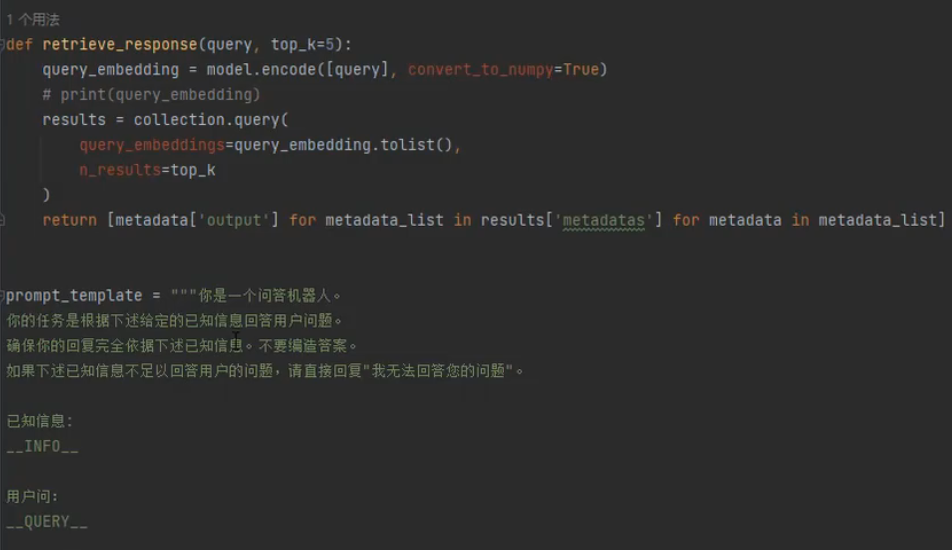 1 个用法
def retrieve_response(query, top_k=5):
    query_embedding = model.encode([query], convert_to_numpy=True)
    # print(query_embedding)
    results = collection.query(
        query_embeddings=query_embedding.tolist(),
        n_results=top_k
    )
    return [metadata['output'] for metadata_list in results['metadatas'] for metadata in metadata_list]
prompt_template = """你是一个问答机器人。
你的任务是根据下述给定的已知信息回答用户问题。
确保你的回复完全依据下述已知信息。不要编造答案。
如果下述已知信息不足以回答用户的问题，请直接回复"我无法回答您的问题"。
已知信息:
__INFO__
用户问:
__QUERY__